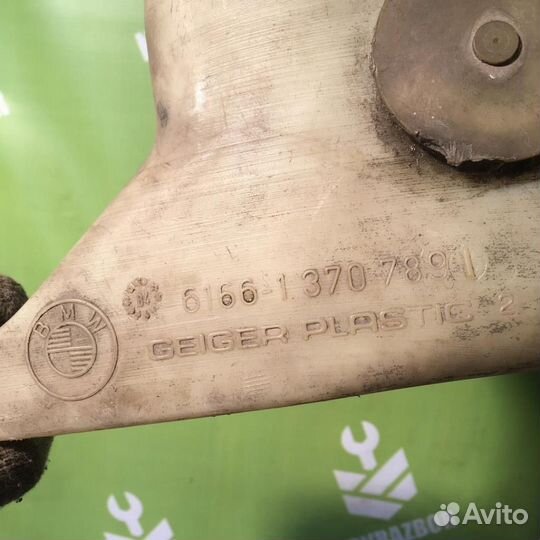 6166-1 370 789
BMW
GEIGER PLASTIC 2
Avito